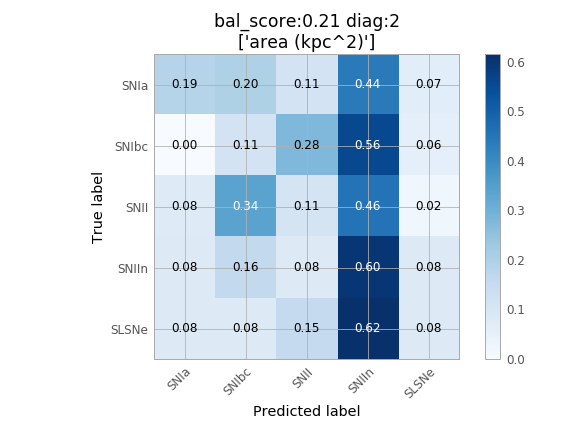 bal_score:0.21 diag:2
['area (kpc^2)']
SNIa 0.19 0.20 0.11 0.44 0.07
SNIbc 0.00 0.11 0.28 0.56 0.06
SNII 0.08 0.34 0.11 0.46 0.02
SNIIn 0.08 0.16 0.08 0.60 0.08
SLSNe 0.08 0.08 0.15 0.62 0.08
SNIa SNIbc SNII SNIIn SLSNe
True label
Predicted label
0.6
0.5
0.4
0.3
0.2
0.1
0.0